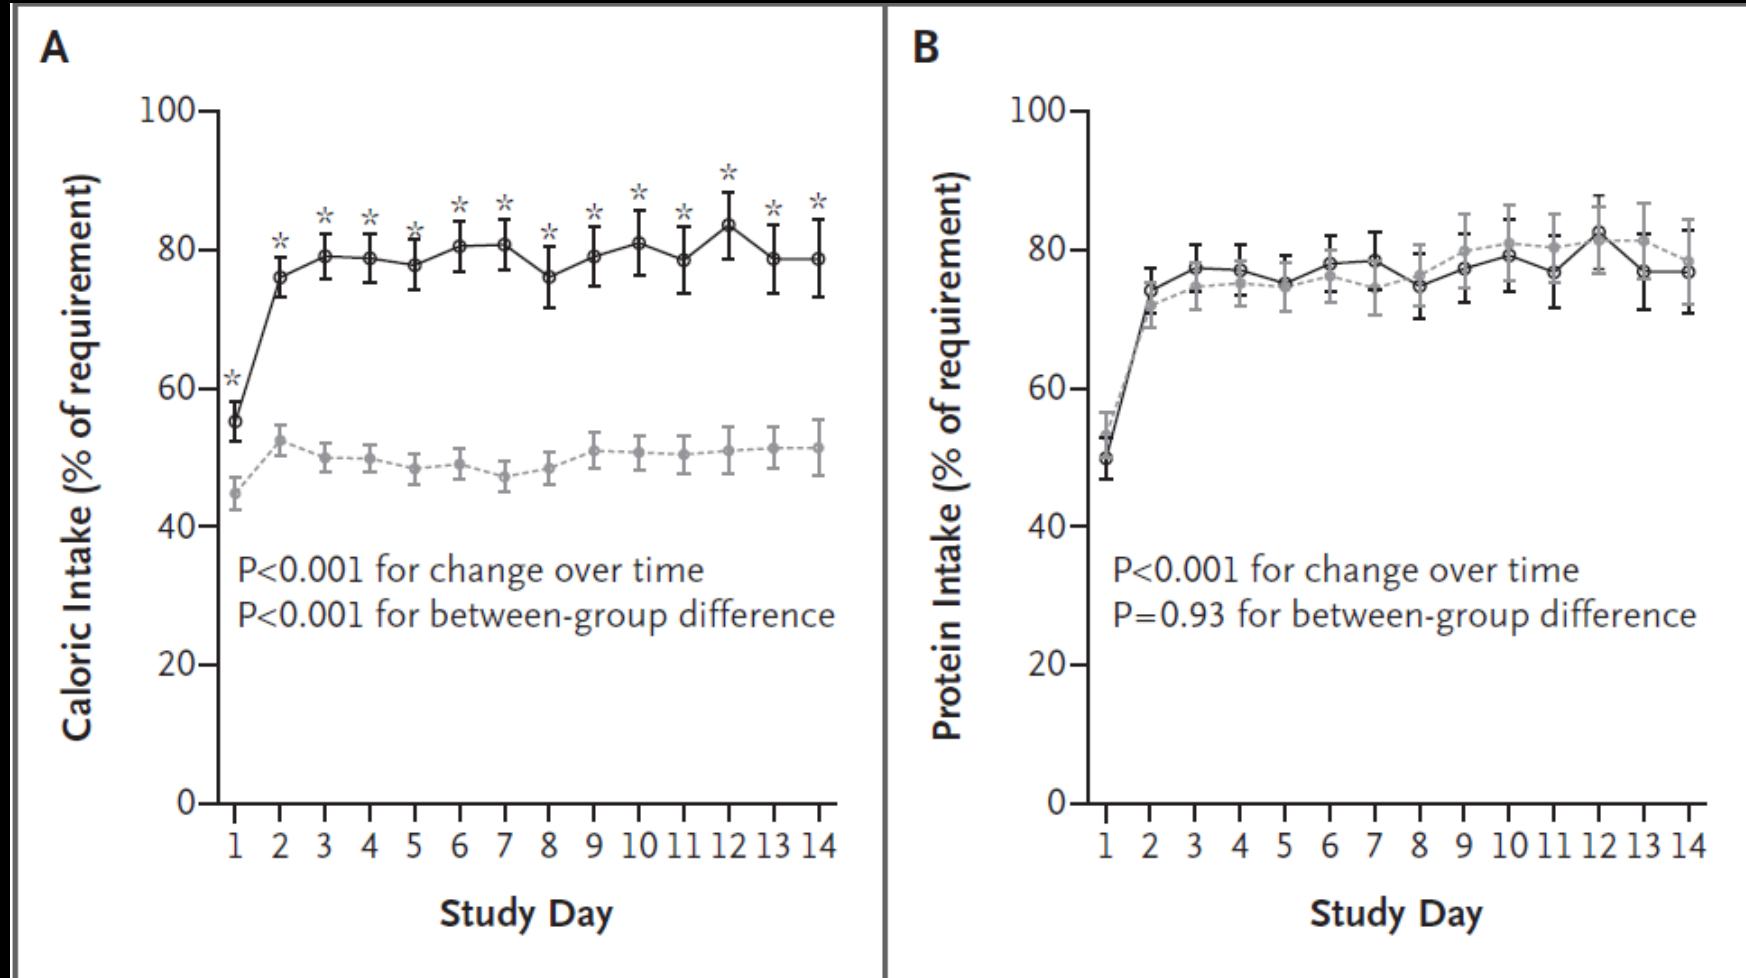 A
Caloric Intake (% of requirement)
100
80
60
40
20
0
* * * * * * * * * * * * * *
P<0.001 for change over time
P<0.001 for between-group difference
1 2 3 4 5 6 7 8 9 10 11 12 13 14
Study Day
B
Protein Intake (% of requirement)
100
80
60
40
20
0
P<0.001 for change over time
P=0.93 for between-group difference
1 2 3 4 5 6 7 8 9 10 11 12 13 14
Study Day